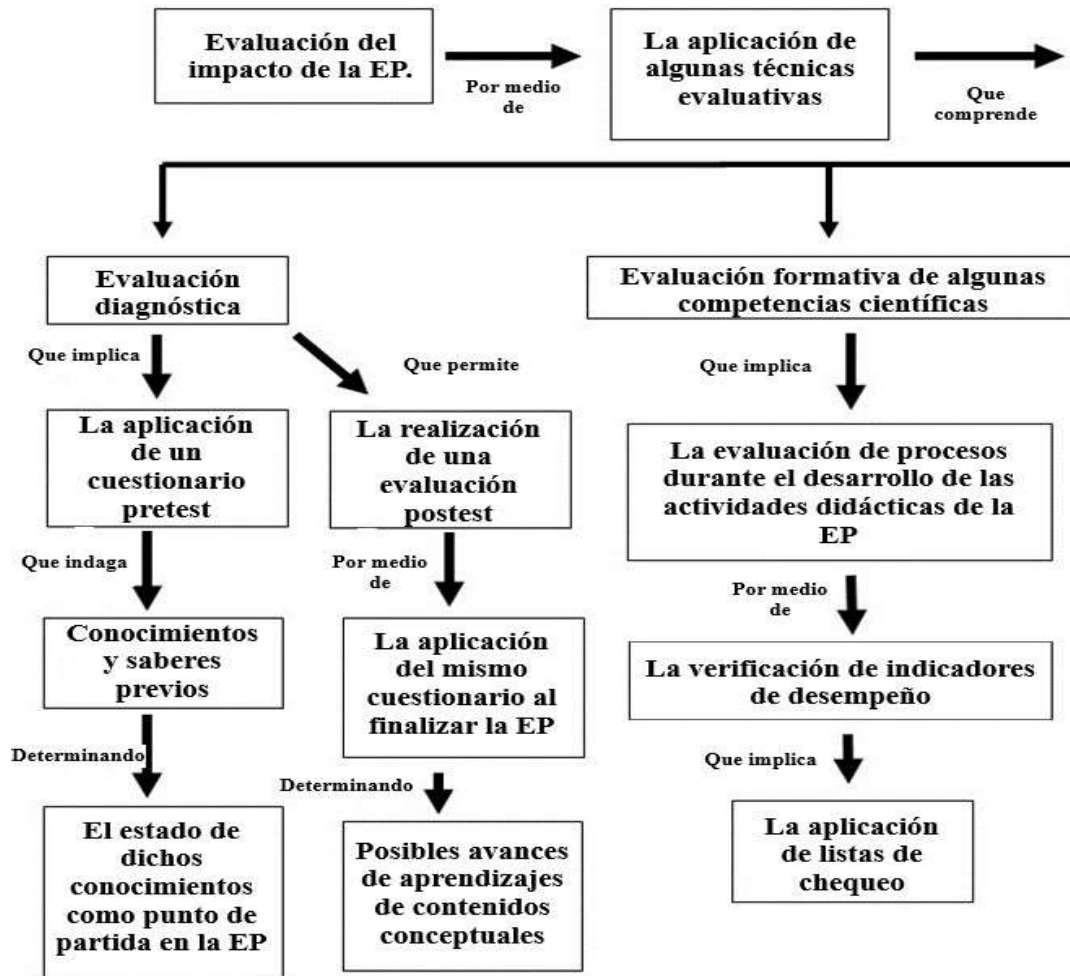 Evaluación del
impacto de la EP.
Por medio
de
La aplicación de
algunas técnicas
evaluativas
Que
comprende
Evaluación
diagnóstica
Que implica
La aplicación
de un
cuestionario
pretest
Que indaga
Conocimientos
y saberes
previos
Determinando
El estado de
dichos
conocimientos
como punto de
partida en la EP
Que permite
La realización
de una
evaluación
postest
Por medio
de
La aplicación
del mismo
cuestionario al
finalizar la EP
Determinando
Posibles avances
de aprendizajes
de contenidos
conceptuales
Evaluación formativa de algunas
competencias científicas
Que implica
La evaluación de procesos
durante el desarrollo de las
actividades didácticas de la
EP
Por medio
de
La verificación de indicadores
de desempeño
Que implica
La aplicación
de listas de
chequeo